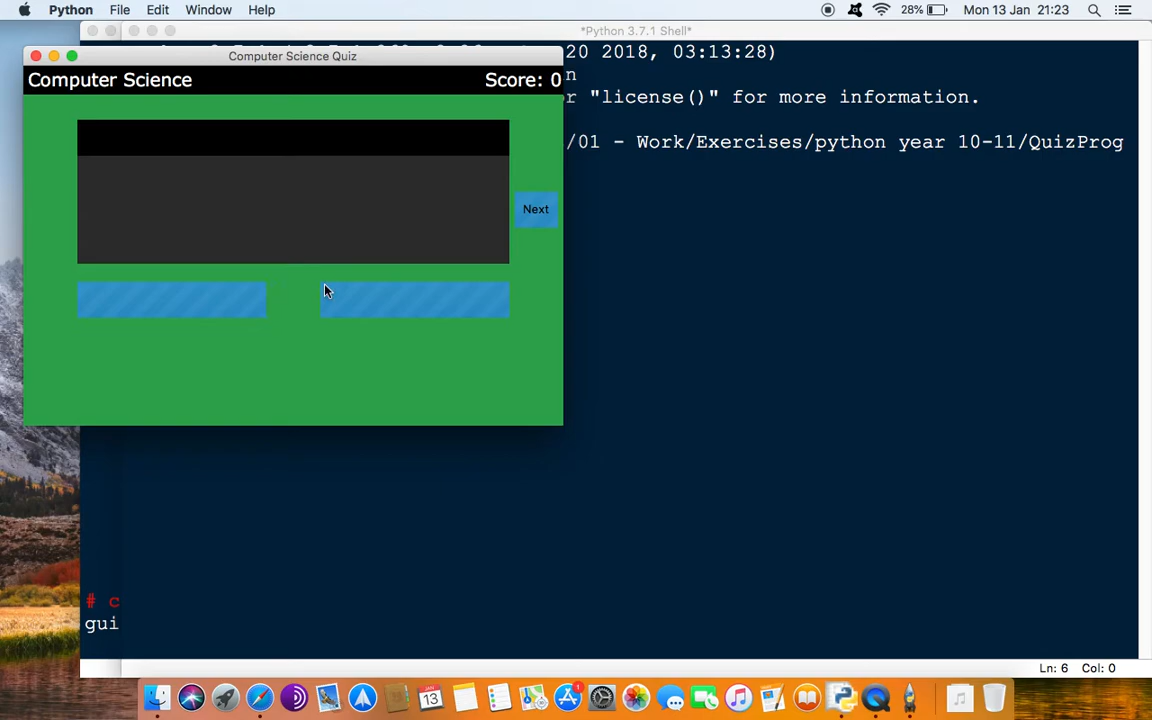 Python File Edit Window Help 28% Mon 13 Jan 21:23
*Python 3.7.1 Shell*
20 2018, 03:13:28)
Computer Science Quiz
n
Computer Science Score: 0
r "license()" for more information.
/01 - Work/Exercises/python year 10-11/QuizProg
Next
# c
gui
Ln: 6 Col: 0
JAN
13
1